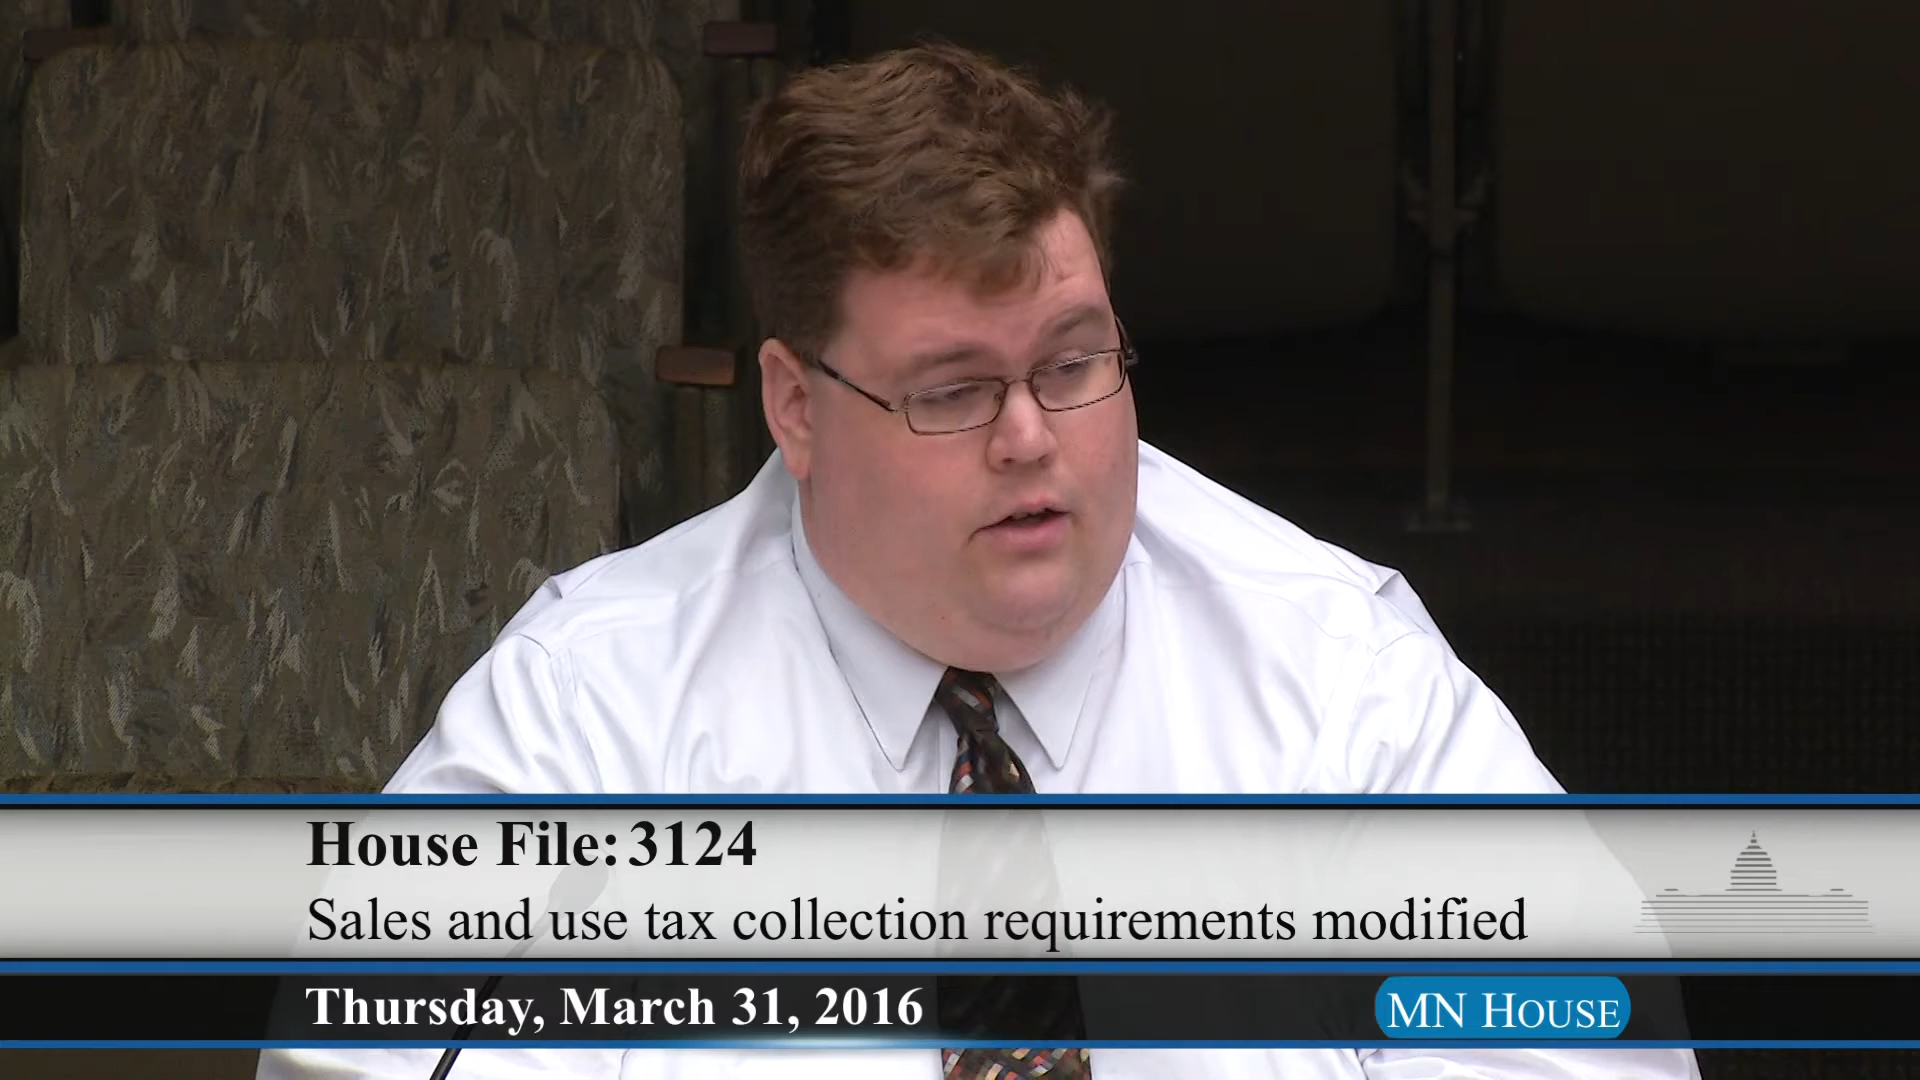 House File: 3124
Sales and use tax collection requirements modified
Thursday, March 31, 2016
MN HOUSE